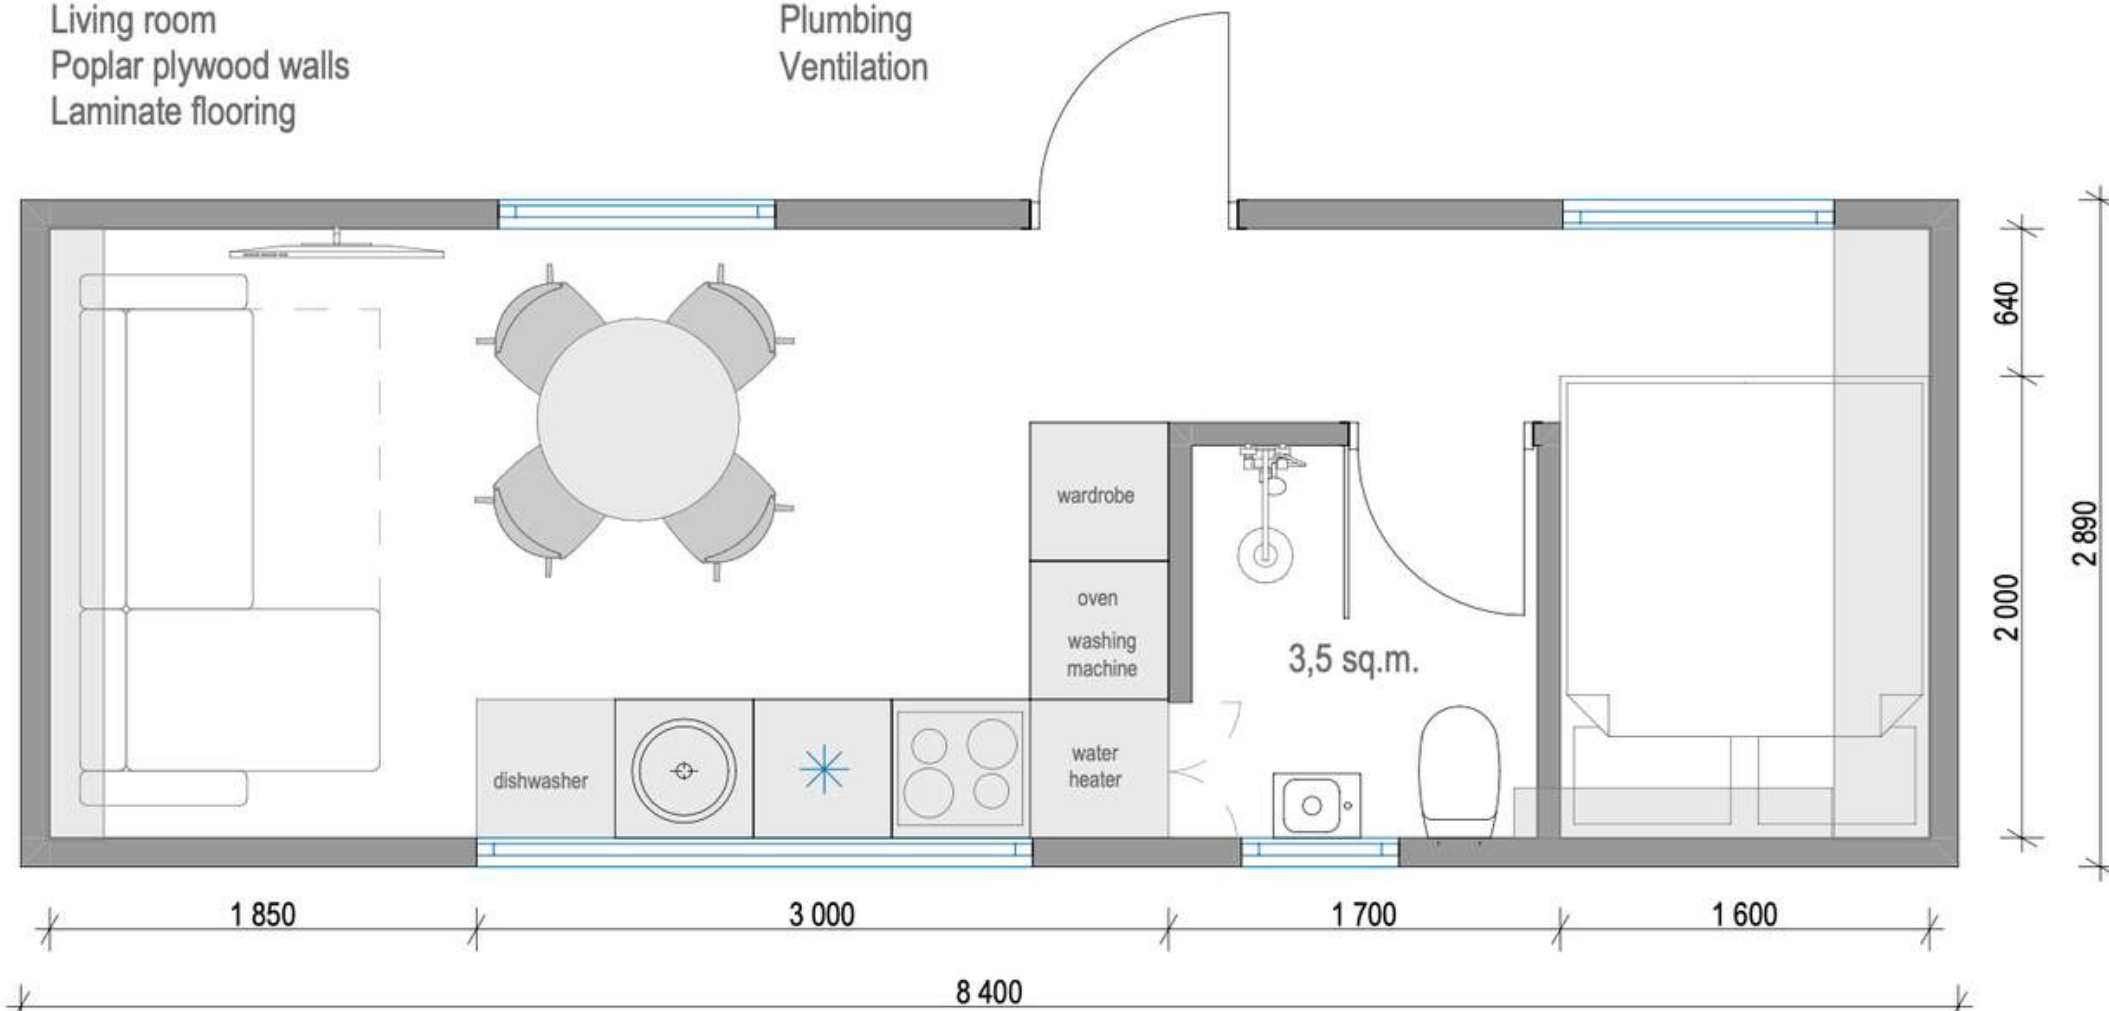 Living room
Poplar plywood walls
Laminate flooring
Plumbing
Ventilation
640
2 890
2 000
wardrobe
oven
washing
machine
3,5 sq.m.
dishwasher
water
heater
1 850
3 000
1 700
1 600
8 400